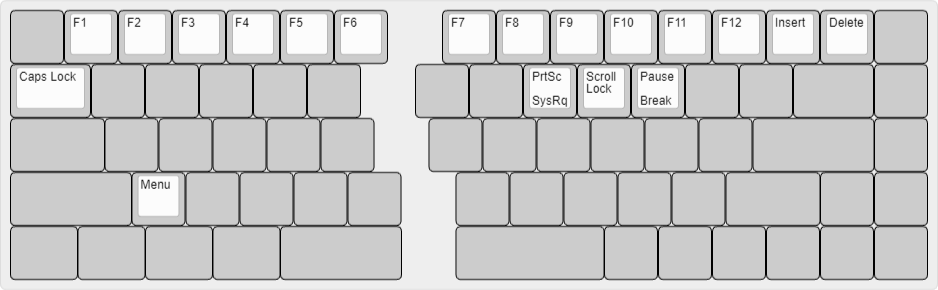 F1 F2 F3 F4 F5 F6 F7 F8 F9 F10 F11 F12 Insert Delete
Caps Lock PrtSc Scroll Pause
Lock
SysRq Break
Menu